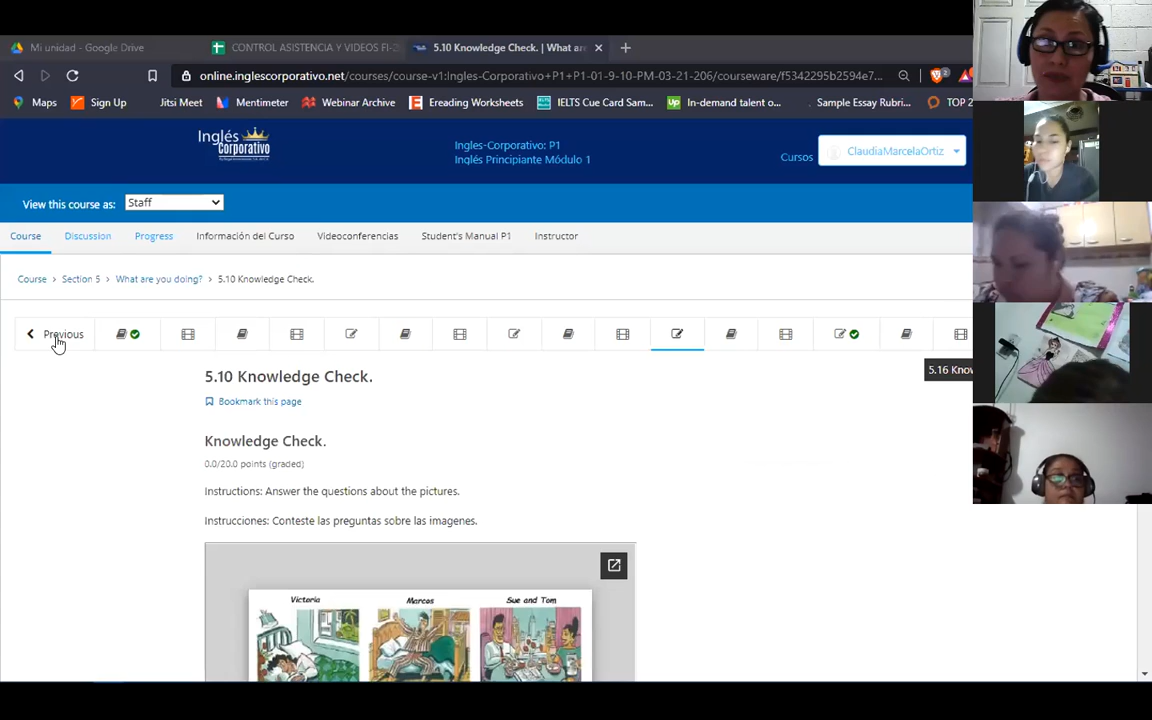 Mi unidad - Google Drive
CONTROL ASISTENCIA Y VIDEOS FI-2
5.10 Knowledge Check. | What are
online.inglescorporativo.net/courses/course-v1:Ingles-Corporativo+P1+P1-01-9-10-PM-03-21-206/courseware/f5342295b2594e7...
Maps
Sign Up
Jitsi Meet
Mentimeter
Webinar Archive
Ereading Worksheets
IELTS Cue Card Sam...
In-demand talent o...
Sample Essay Rubri...
TOP 2
Inglés
Corporativo
Ingles-Corporativo: P1
Inglés Principiante Módulo 1
Cursos
ClaudiaMarcelaOrtiz
View this course as:
Staff
Course
Discussion
Progress
Información del Curso
Videoconferencias
Student's Manual P1
Instructor
Course > Section 5 > What are you doing? > 5.10 Knowledge Check.
Previous
5.16 Know
5.10 Knowledge Check.
Bookmark this page
Knowledge Check.
0.0/20.0 points (graded)
Instructions: Answer the questions about the pictures.
Instrucciones: Conteste las preguntas sobre las imagenes.
Victoria
Marcos
Sue and Tom